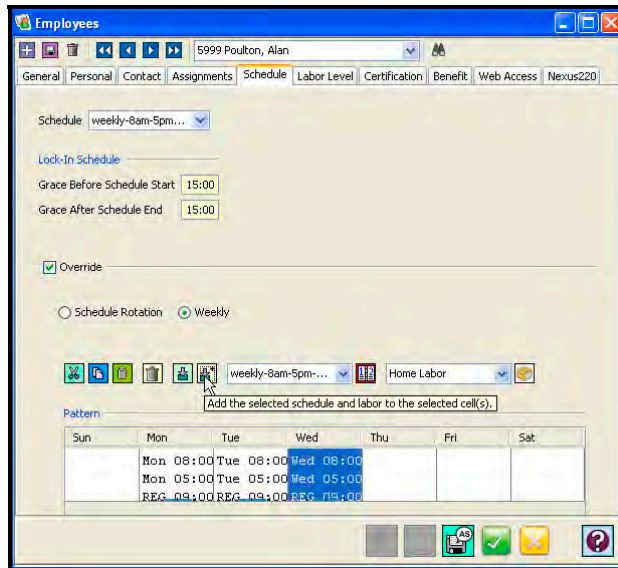 Employees
5999 Poulton, Alan
General Personal Contact Assignments Schedule Labor Level Certification Benefit Web Access Nexus220
Schedule weekly-8am-5pm...
Lock-In Schedule
Grace Before Schedule Start 15:00
Grace After Schedule End 15:00
Override
Schedule Rotation Weekly
weekly-8am-5pm-... Home Labor
Add the selected schedule and labor to the selected cell(s).
Pattern
Sun Mon Tue Wed Thu Fri Sat
Mon 08:00 Tue 08:00 Wed 08:00
Mon 05:00 Tue 05:00 Wed 05:00
REG 09:00 REG 09:00 REG 09:00
AS
?